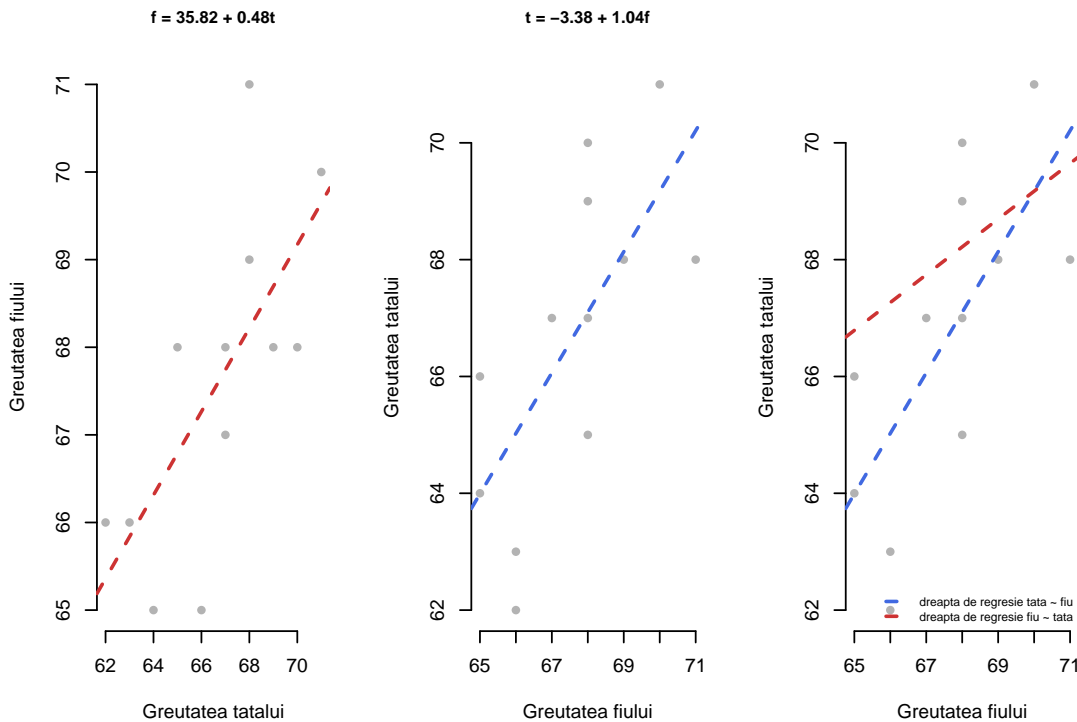 f = 35.82 + 0.48t
Greutatea fiului
71
70
69
68
67
66
65
62 64 66 68 70
Greutatea tatalui
t = −3.38 + 1.04f
Greutatea tatalui
70
68
66
64
62
65 67 69 71
Greutatea fiului
Greutatea tatalui
70
68
66
64
62
dreapta de regresie tata ~ fiu
dreapta de regresie fiu ~ tata
65 67 69 71
Greutatea fiului